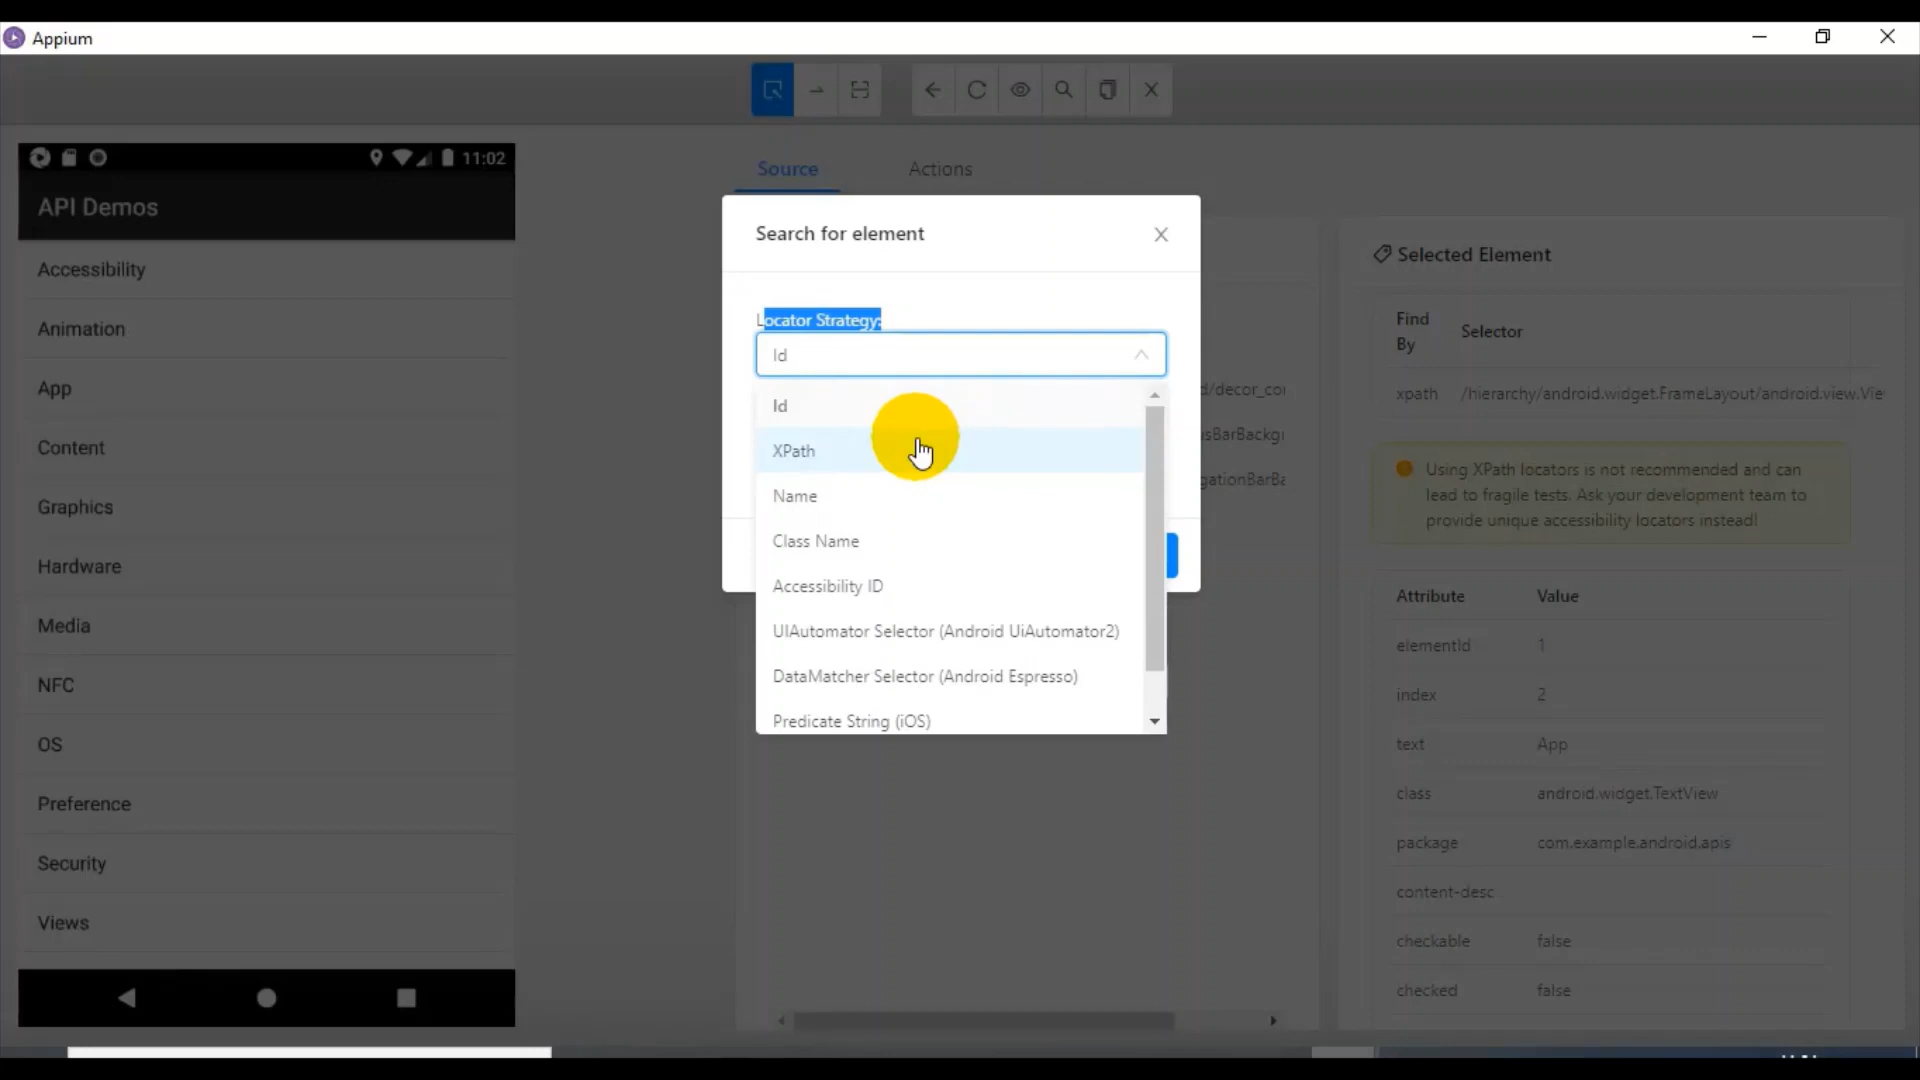 Appium
11:02
API Demos
Accessibility
Animation
App
Content
Graphics
Hardware
Media
NFC
OS
Preference
Security
Views
Source
Actions
Search for element
Locator Strategy:
Id
Id
XPath
Name
Class Name
Accessibility ID
UIAutomator Selector (Android UiAutomator2)
DataMatcher Selector (Android Espresso)
Predicate String (iOS)
d/decor_cor
usBarBackgr
gationBarBa
Selected Element
Find By
Selector
xpath
/hierarchy/android.widget.FrameLayout/android.view.Vie
Using XPath locators is not recommended and can
lead to fragile tests. Ask your development team to
provide unique accessibility locators instead!
Attribute Value
elementId 1
index 2
text App
class android.widget.TextView
package com.example.android.apis
content-desc
checkable false
checked false